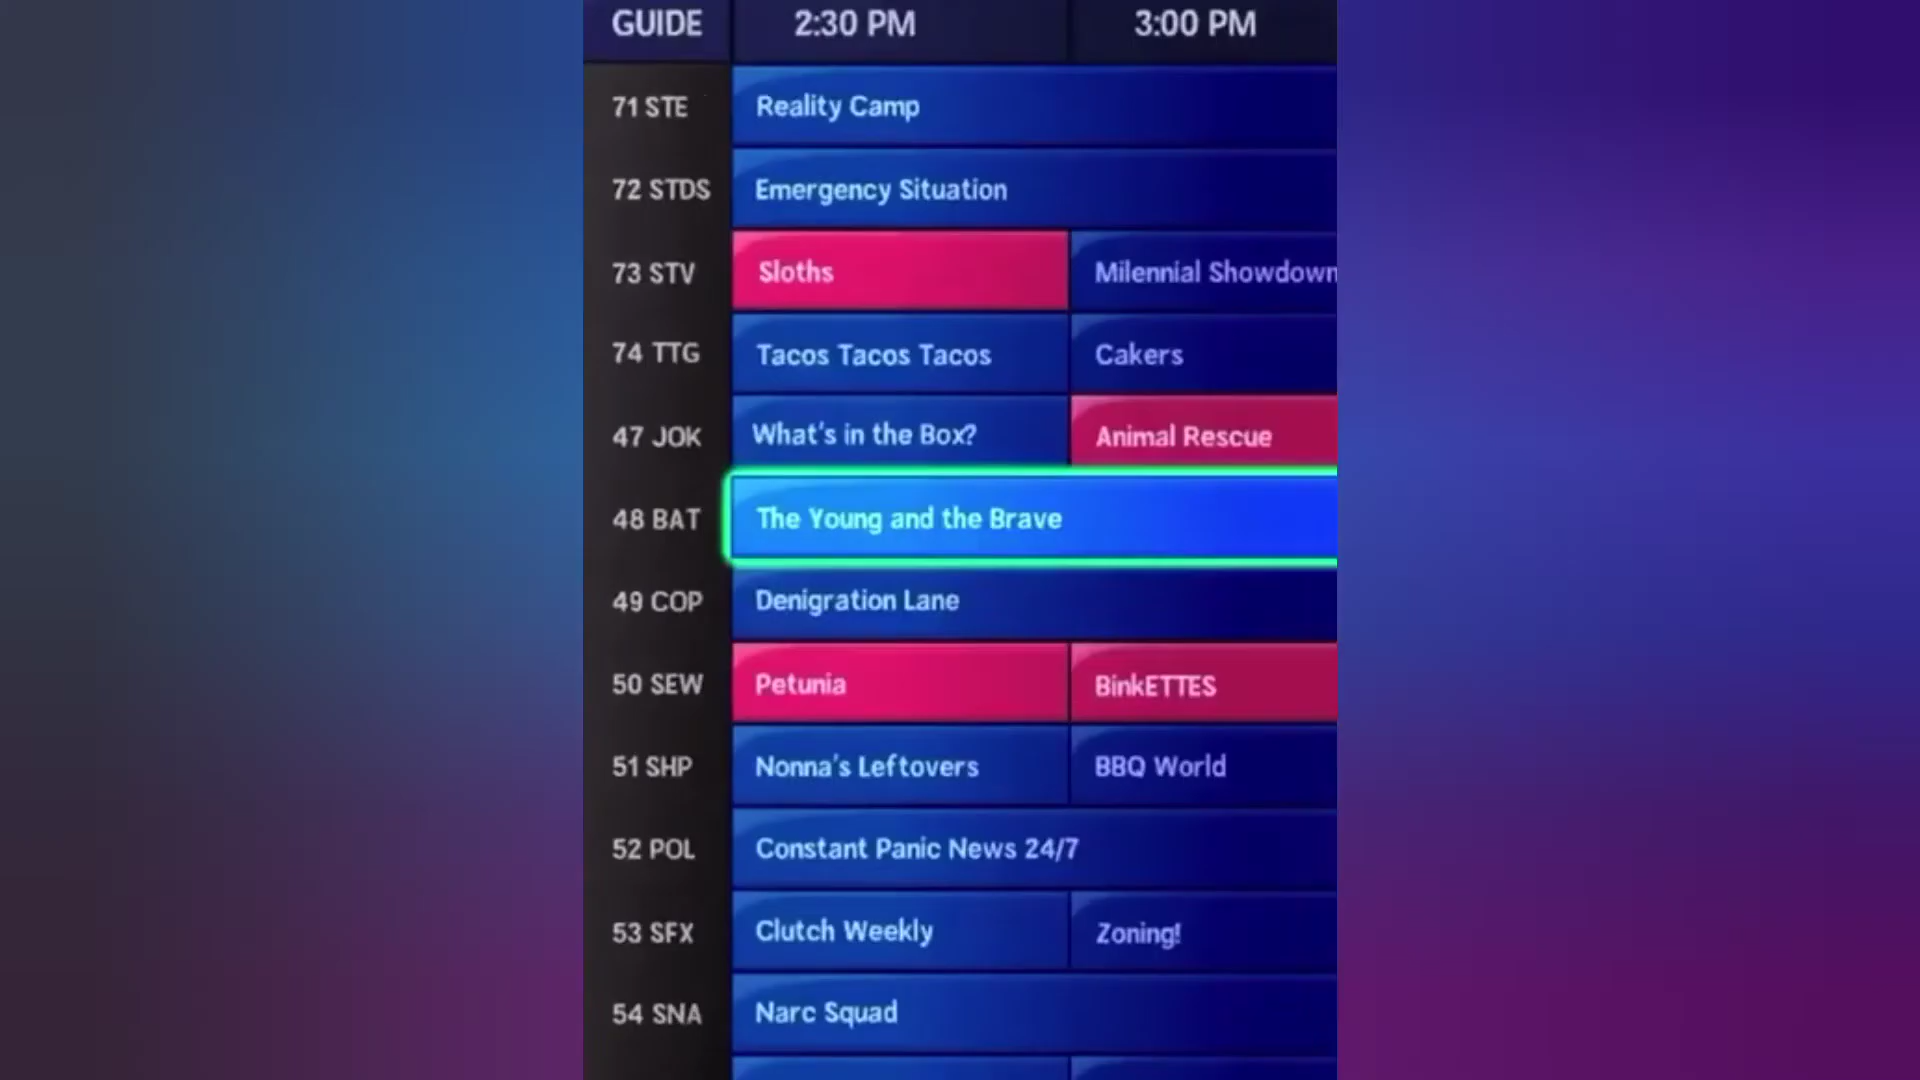 GUIDE 2:30 PM 3:00 PM
71 STE Reality Camp
72 STDS Emergency Situation
73 STV Sloths Milennial Showdown
74 TTG Tacos Tacos Tacos Cakers
47 JOK What's in the Box? Animal Rescue
48 BAT The Young and the Brave
49 COP Denigration Lane
50 SEW Petunia BinkETTES
51 SHP Nonna's Leftovers BBQ World
52 POL Constant Panic News 24/7
53 SFX Clutch Weekly Zoning!
54 SNA Narc Squad